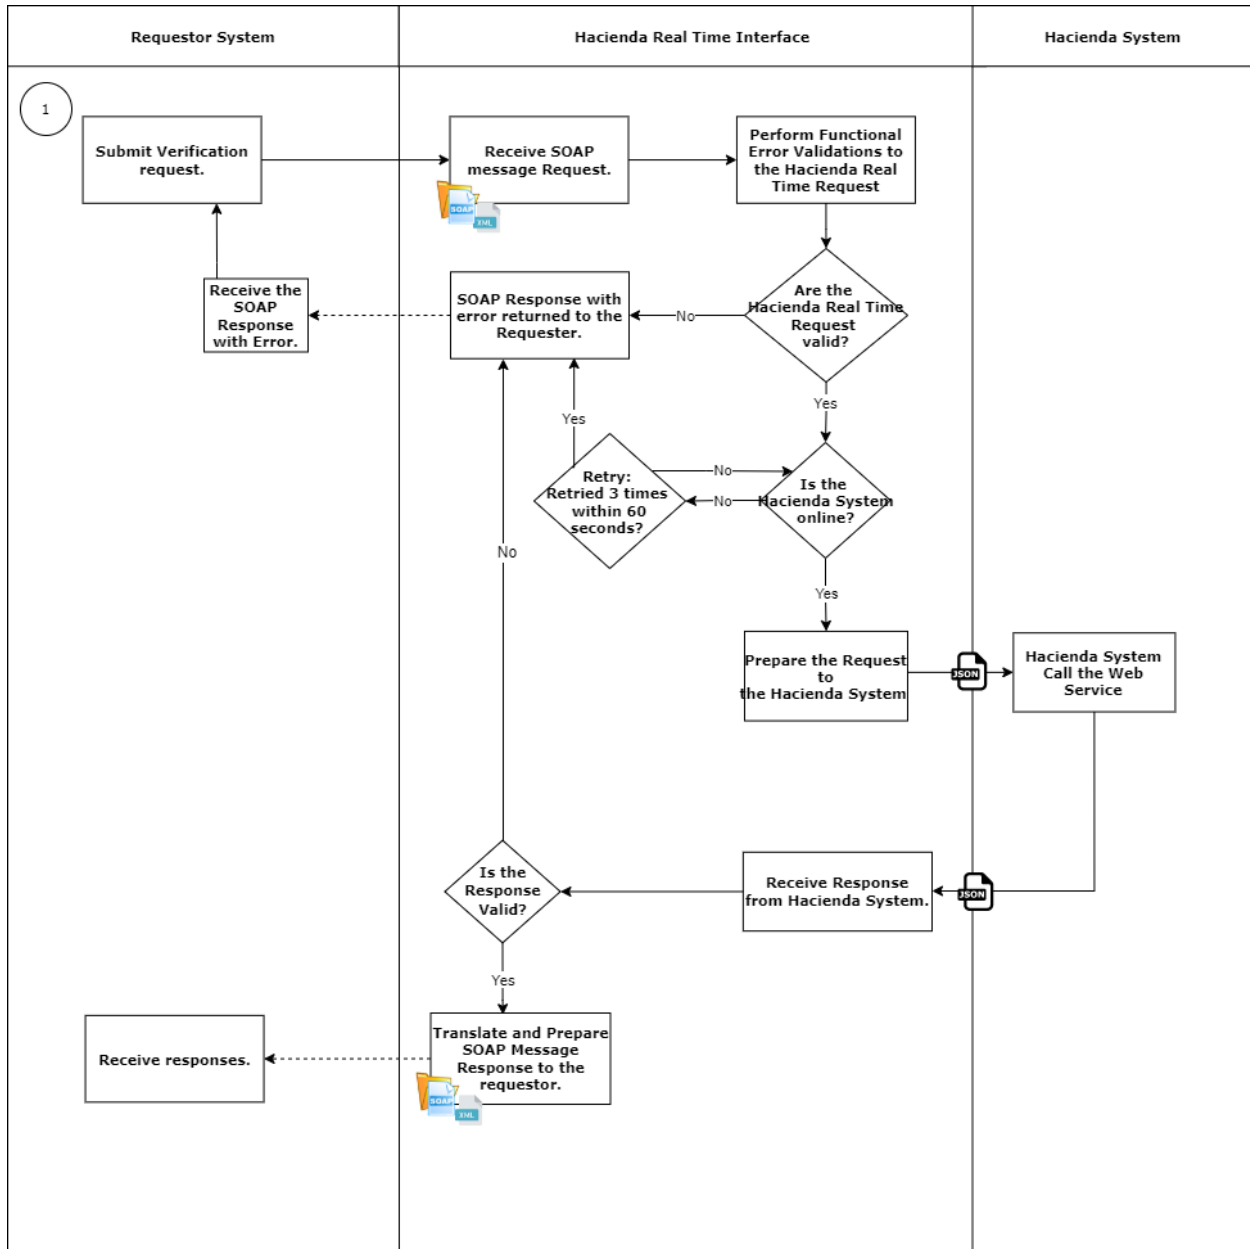 Requestor System
Hacienda Real Time Interface
Hacienda System
1
Submit Verification
request.
Receive SOAP
message Request.
SOAP
XML
Perform Functional
Error Validations to
the Hacienda Real
Time Request
Receive the
SOAP
Response
with Error.
SOAP Response with
error returned to the
Requester.
No
Are the
Hacienda Real Time
Request
valid?
Yes
Yes
Retry:
Retried 3 times
within 60
seconds?
No
No
Is the
Hacienda System
online?
No
Yes
Prepare the Request
to
the Hacienda System
JSON
Hacienda System
Call the Web
Service
Is the
Response
Valid?
Receive Response
from Hacienda System.
JSON
Yes
Receive responses.
Translate and Prepare
SOAP Message
Response to the
requestor.
SOAP
XML